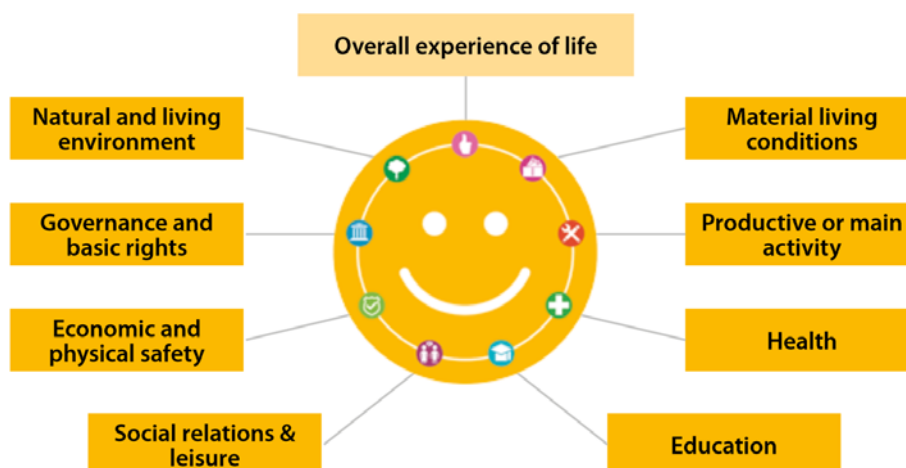 Overall experience of life
Natural and living
environment
Material living
conditions
Governance and
basic rights
Productive or main
activity
Economic and
physical safety
Health
Social relations &
leisure
Education